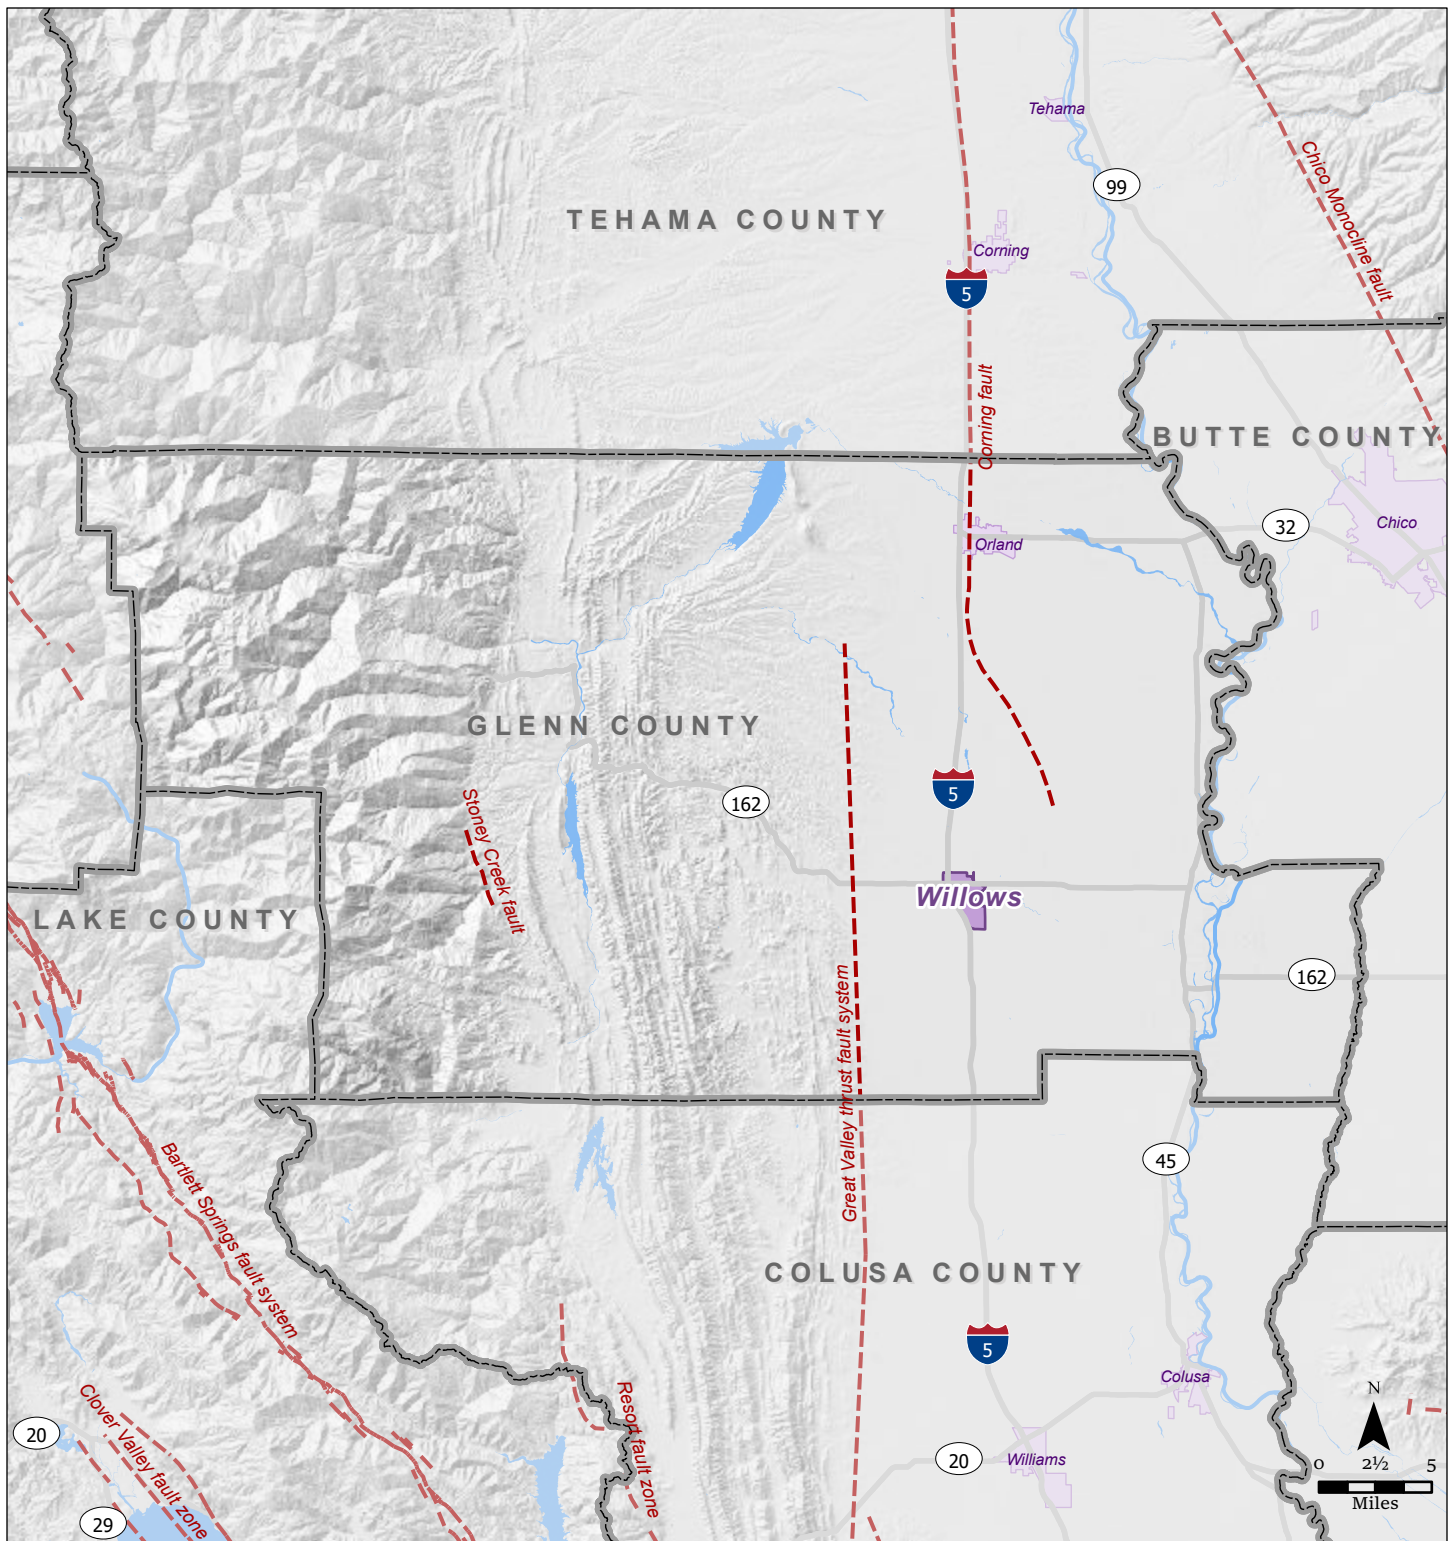 Tehama
99
Chico Monocline fault
TEHAMA COUNTY
Corning
5
Corning fault
BUTTE COUNTY
Chico
32
Orland
GLENN COUNTY
5
162
Stoney Creek fault
Willows
LAKE COUNTY
162
Great Valley thrust fault system
45
Bartlett Springs fault system
COLUSA COUNTY
5
Colusa
Resort fault zone
Clover Valley fault zone
20
20
Williams
29
N
0 2½ 5
Miles